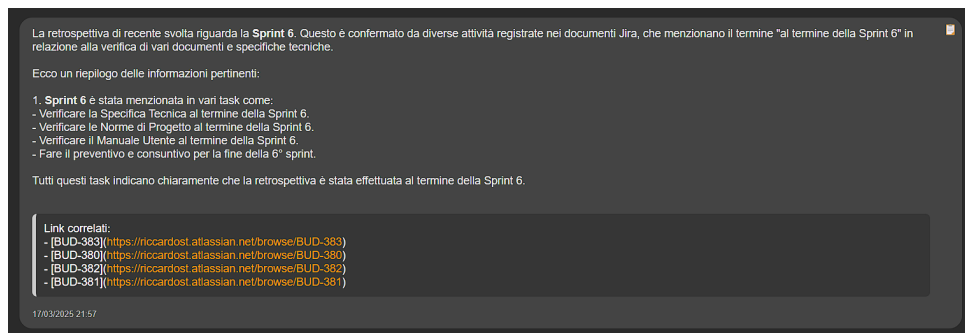 La retrospettiva di recente svolta riguarda la Sprint 6. Questo è confermato da diverse attività registrate nei documenti Jira, che menzionano il termine "al termine della Sprint 6" in
relazione alla verifica di vari documenti e specifiche tecniche.
Ecco un riepilogo delle informazioni pertinenti:
1. Sprint 6 è stata menzionata in vari task come:
- Verificare la Specifica Tecnica al termine della Sprint 6.
- Verificare le Norme di Progetto al termine della Sprint 6.
- Verificare il Manuale Utente al termine della Sprint 6.
- Fare il preventivo e consuntivo per la fine della 6° sprint.
Tutti questi task indicano chiaramente che la retrospettiva è stata effettuata al termine della Sprint 6.
Link correlati:
- [BUD-383](https://riccardost.atlassian.net/browse/BUD-383)
- [BUD-380](https://riccardost.atlassian.net/browse/BUD-380)
- [BUD-382](https://riccardost.atlassian.net/browse/BUD-382)
- [BUD-381](https://riccardost.atlassian.net/browse/BUD-381)
17/03/2025 21:57